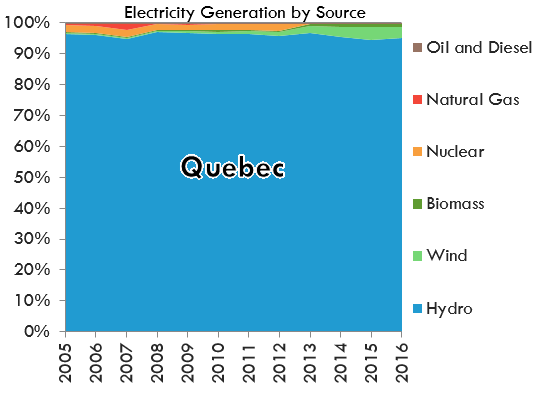 Electricity Generation by Source
100%
90%
80%
70%
60%
50%
40%
30%
20%
10%
0%
Quebec
2005
2006
2007
2008
2009
2010
2011
2012
2013
2014
2015
2016
Oil and Diesel
Natural Gas
Nuclear
Biomass
Wind
Hydro